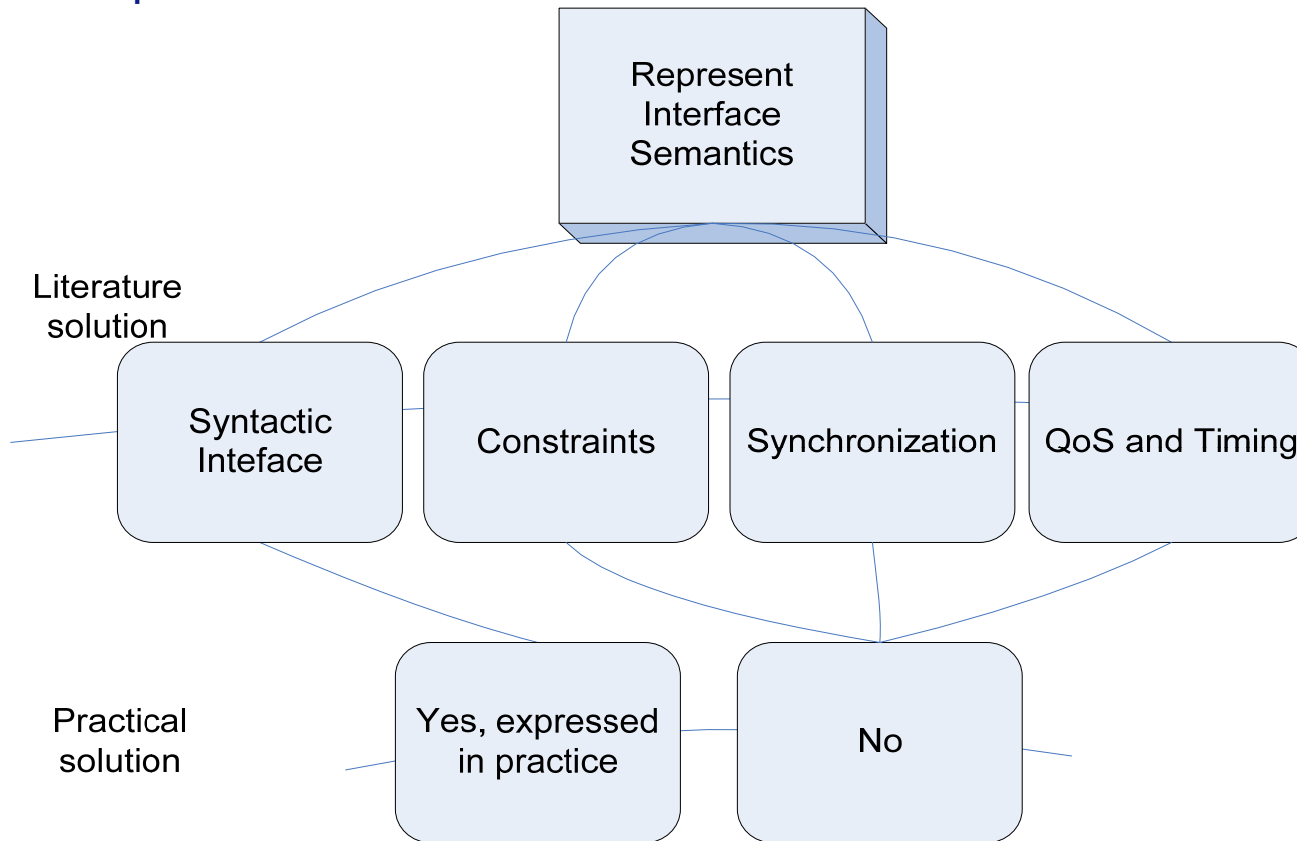 Represent
Interface
Semantics
Literature
solution
Syntactic
Inteface
Constraints
Synchronization
QoS and Timing
Practical
solution
Yes, expressed
in practice
No